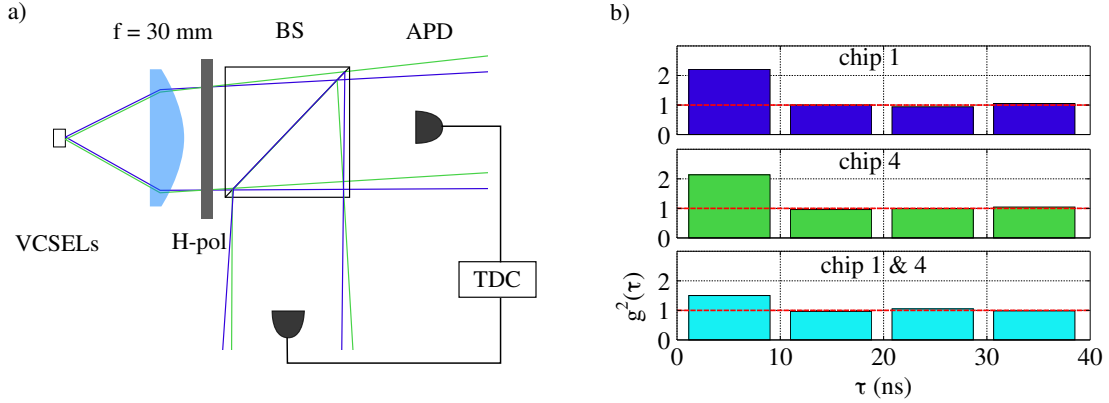 a)
f = 30 mm
BS
APD
VCSELs
H-pol
TDC
b)
chip 1
2
1
0
chip 4
2
1
0
chip 1 & 4
2
1
0
g²(τ)
0 10 20 30 40
τ (ns)